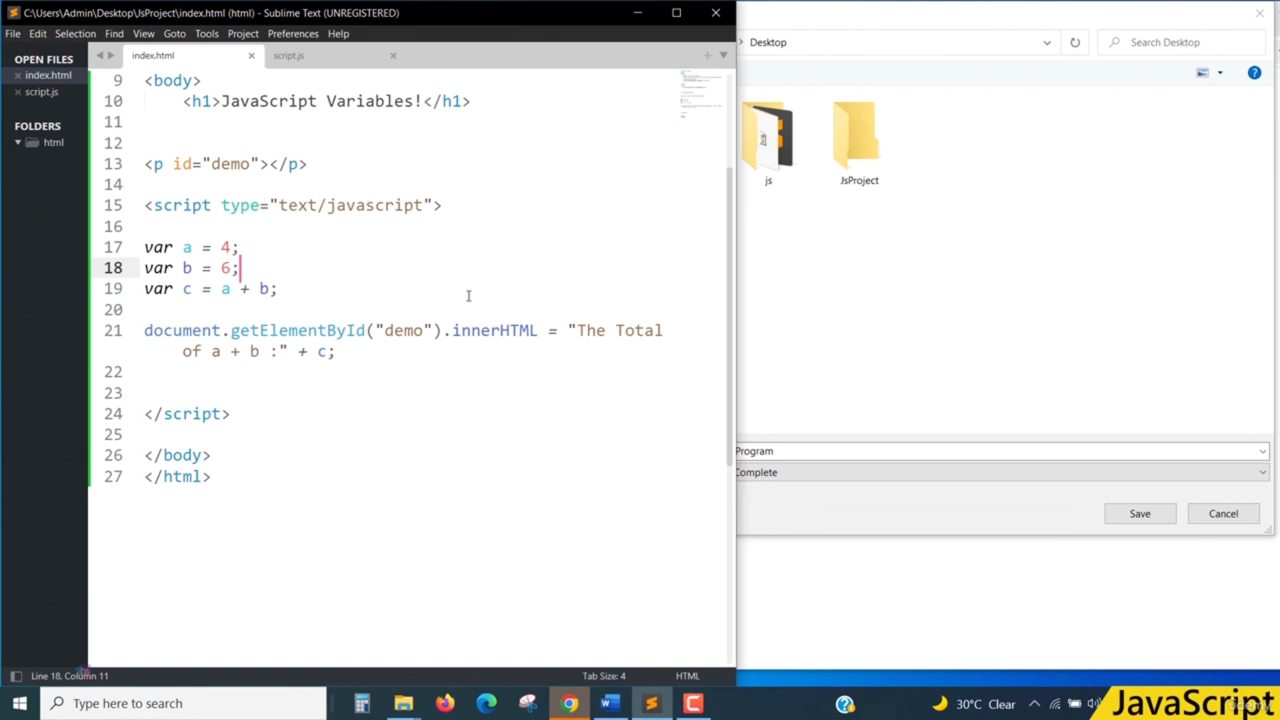 C:\Users\Admin\Desktop\JsProject\index.html (html) - Sublime Text (UNREGISTERED)
File Edit Selection Find View Goto Tools Project Preferences Help
OPEN FILES
index.html
script.js
FOLDERS
html
index.html
script.js
9 <body>
10 <h1>JavaScript Variables!</h1>
11
12
13 <p id="demo"></p>
14
15 <script type="text/javascript">
16
17 var a = 4;
18 var b = 6;
19 var c = a + b;
20
21 document.getElementById("demo").innerHTML = "The Total
of a + b :" + c;
22
23
24 </script>
25
26 </body>
27 </html>
Line 18, Column 11
Tab Size: 4
HTML
Desktop
Search Desktop
js
JsProject
Program
Complete
Save
Cancel
Type here to search
30°C Clear
JavaScript